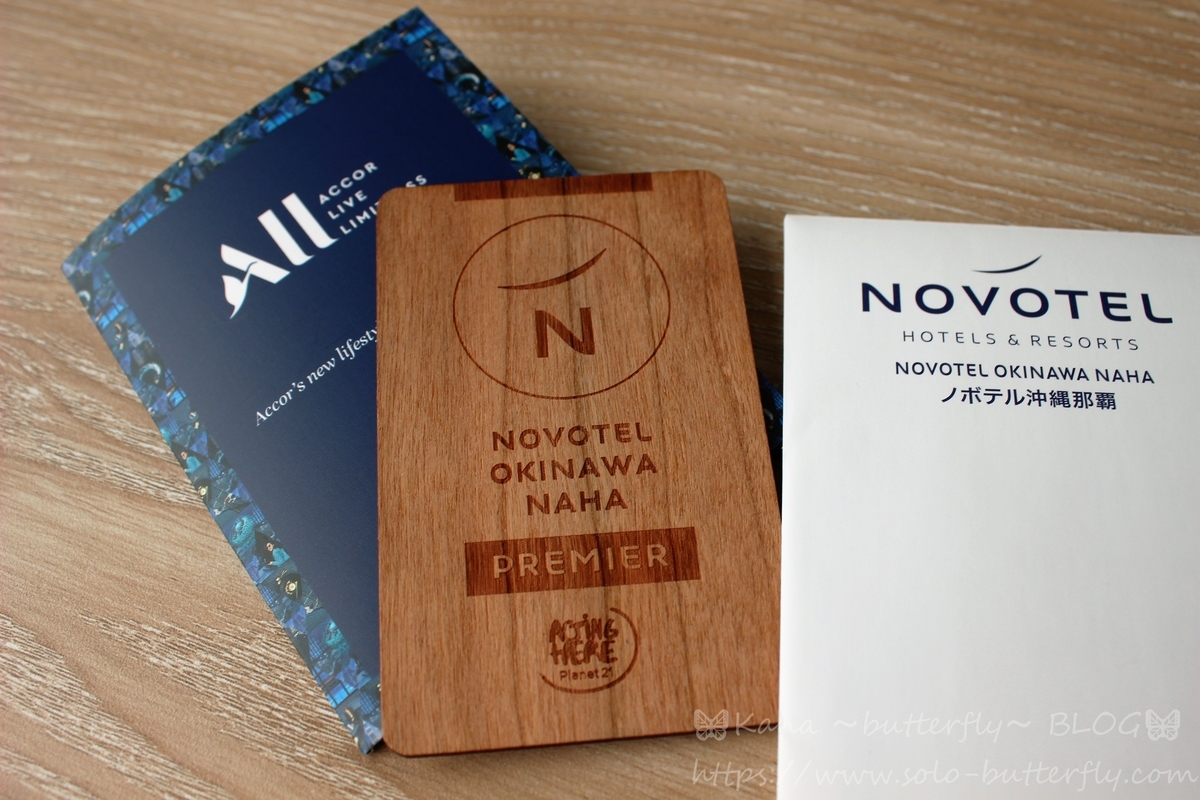 All
ACCOR
LIVE
Accor's new
N
NOVOTEL
OKINAWA
NAHA
PREMIER
ACTING
HERE
Planet 21
NOVOTEL
HOTELS & RESORTS
NOVOTEL OKINAWA NAHA
ノボテル沖縄那覇
Kana ~butterfly~ BLOG
https://www.solo-butterfly.com